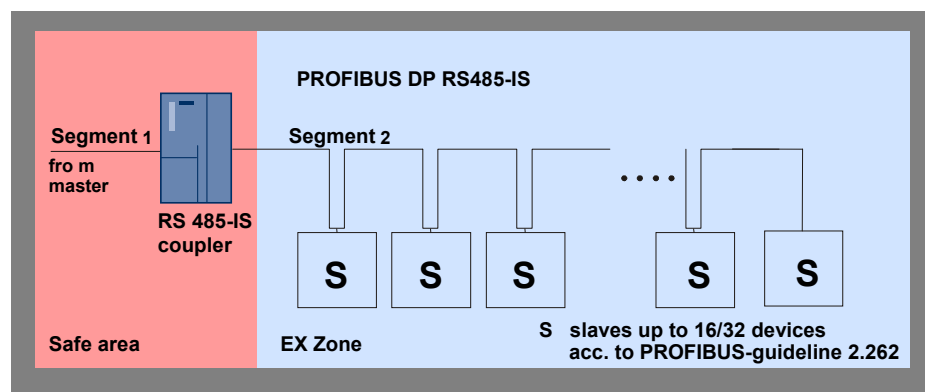 PROFIBUS DP RS485-IS
Segment 1
Segment 2
fro m
master
RS 485-IS
coupler
S
S
S
S
S
Safe area
EX Zone
S slaves up to 16/32 devices
acc. to PROFIBUS-guideline 2.262